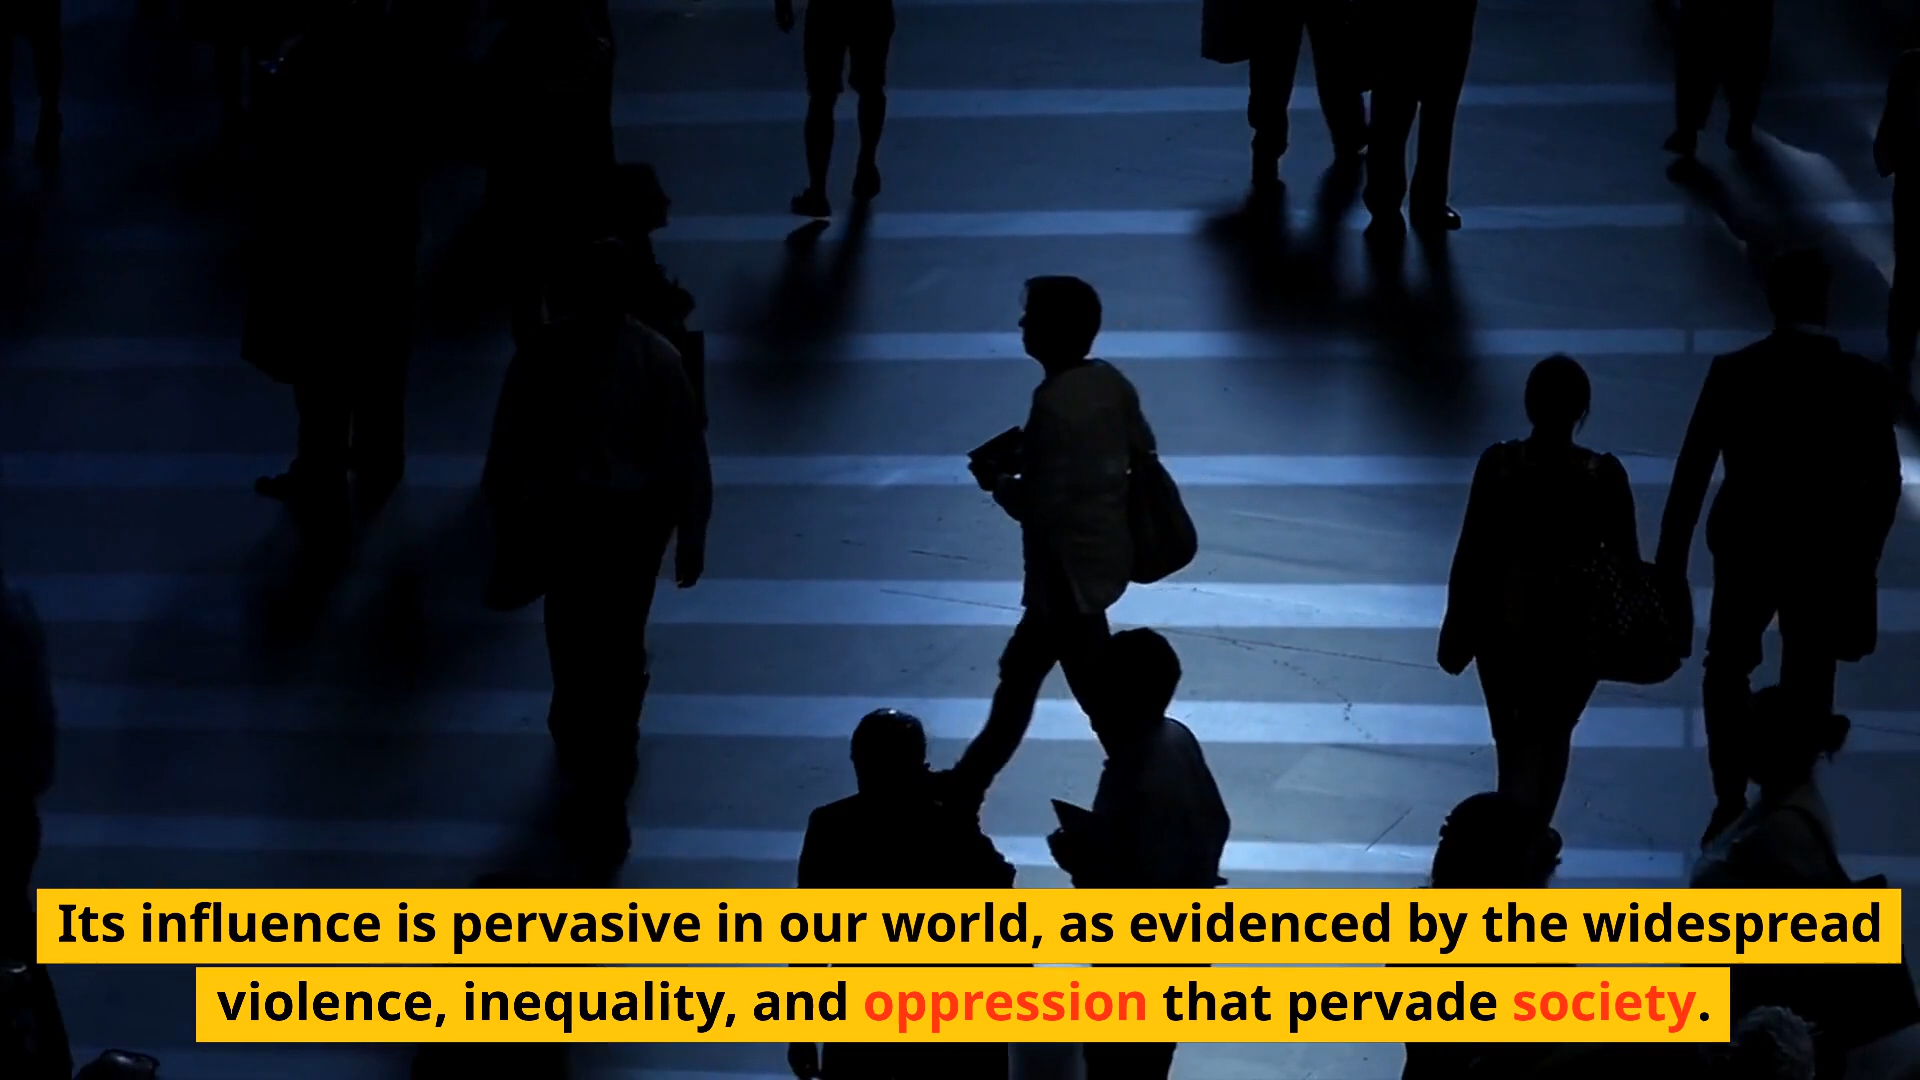 Its influence is pervasive in our world, as evidenced by the widespread
violence, inequality, and oppression that pervade society.